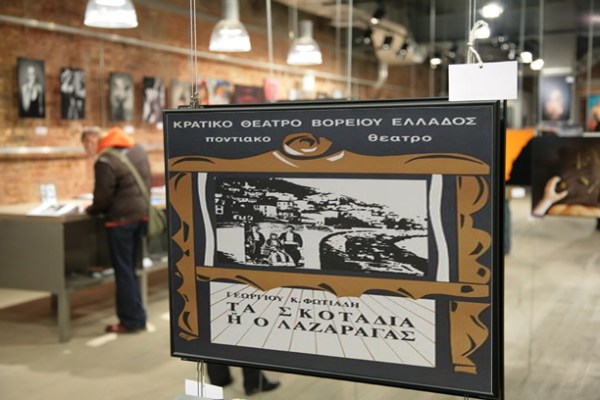 ΚΡΑΤΙΚΟ ΘΕΑΤΡΟ ΒΟΡΕΙΟΥ ΕΛΛΑΔΟΣ
ΠΟΝΤΙΑΚΟ ΘΕΑΤΡΟ
ΓΕΩΡΓΙΟΥ Κ. ΦΩΤΙΑΔΗ
ΤΑ ΣΚΟΤΑΔΙΑ
Η Ο ΛΑΖΑΡΑΓΑΣ